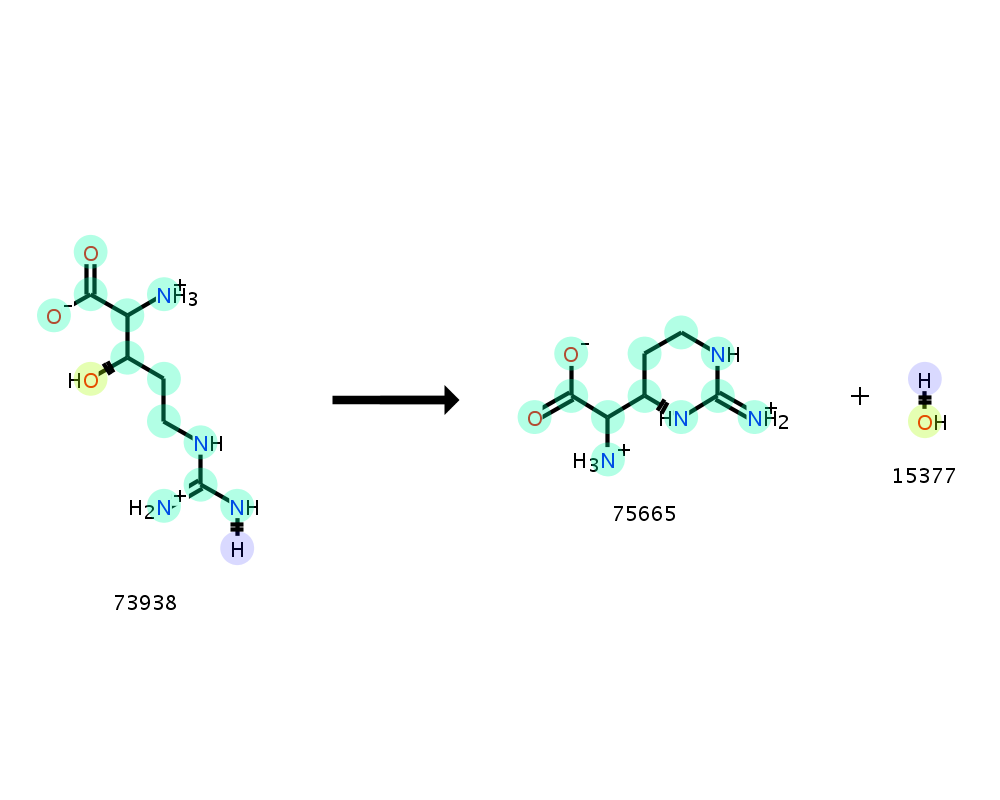 O
O-
NH3+
HO
NH
H2N+
NH
H
73938
O-
O
H3N+
NH
HN
NH2+
75665
+
H
OH
15377